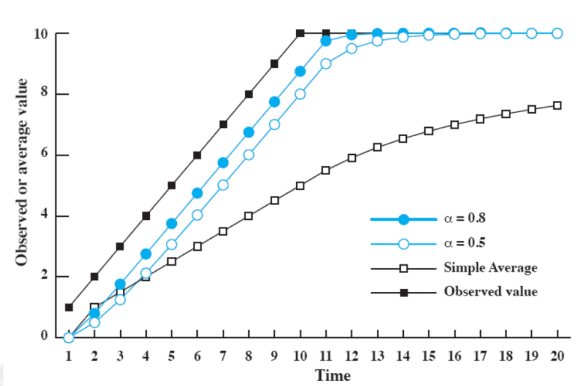 Observed or average value
10
8
6
4
2
0
α = 0.8
α = 0.5
Simple Average
Observed value
1 2 3 4 5 6 7 8 9 10 11 12 13 14 15 16 17 18 19 20
Time